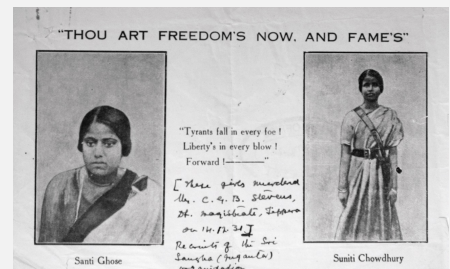 "THOU ART FREEDOM'S NOW, AND FAME'S"
"Tyrants fall in every foe !
Liberty's in every blow !
Forward !————"
[ These girls murdered
Mr. C. G. B. Stevens,
Dt. Magistrate, Tippera
on 14.12.31 ]
Recruits of the Sri
Sangha (Jugantar)
organisation
Santi Ghose
Suniti Chowdhury